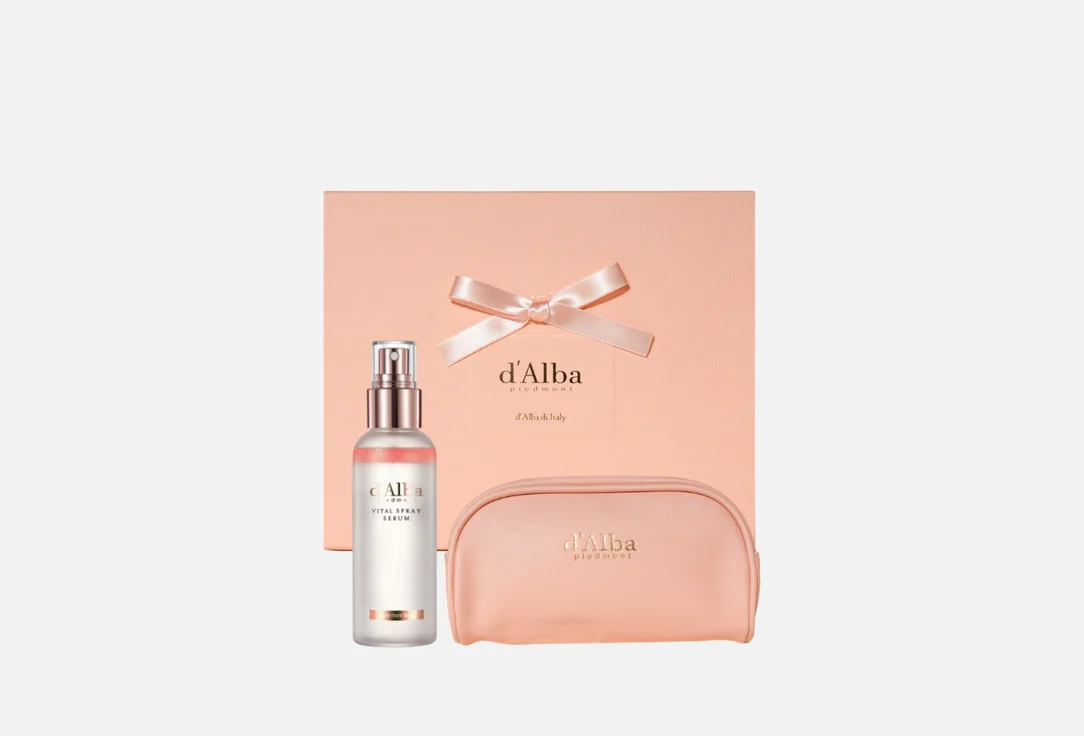 d'Alba
piedmont
d'Alba di Italy
d'Alba
piedmont
VITAL SPRAY
SERUM
d'Alba
piedmont